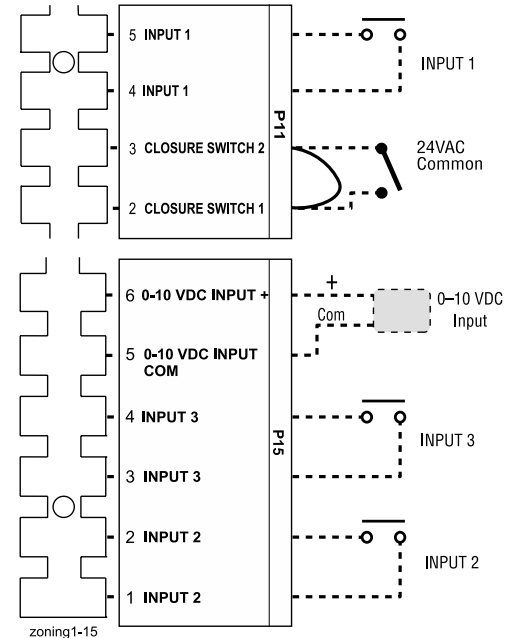 5 INPUT 1
4 INPUT 1
3 CLOSURE SWITCH 2
2 CLOSURE SWITCH 1
P11
INPUT 1
24VAC
Common
6 0-10 VDC INPUT +
5 0-10 VDC INPUT
COM
4 INPUT 3
3 INPUT 3
2 INPUT 2
1 INPUT 2
P15
+
Com
0–10 VDC
Input
INPUT 3
INPUT 2
zoning1-15